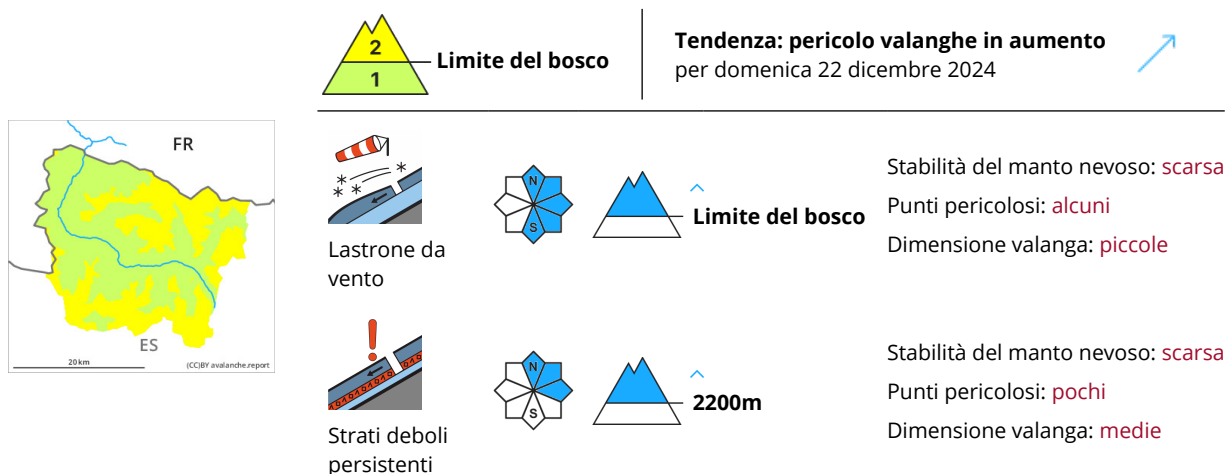 2
1
Limite del bosco
Tendenza: pericolo valanghe in aumento
per domenica 22 dicembre 2024
FR
ES
20 km
(CC)BY avalanche.report
Lastrone da
vento
N
S
Limite del bosco
Stabilità del manto nevoso: scarsa
Punti pericolosi: alcuni
Dimensione valanga: piccole
Strati deboli
persistenti
N
S
2200m
Stabilità del manto nevoso: scarsa
Punti pericolosi: pochi
Dimensione valanga: medie